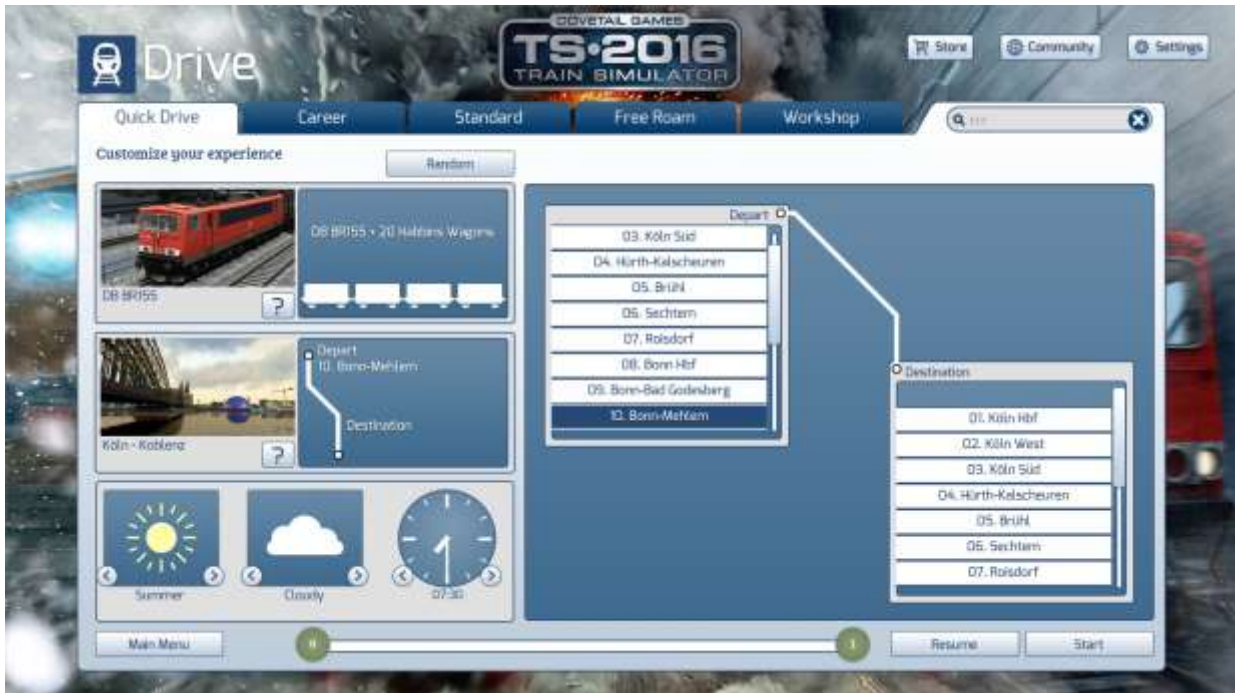 DOVETAIL GAMES
TS•2016
TRAIN SIMULATOR
Drive
Store
Community
Settings
Quick Drive
Career
Standard
Free Roam
Workshop
Customize your experience
Random
DB BR155 + 20 Habbins Wagons
DB BR155
?
Depart
10. Bonn-Mehlem
Destination
Köln - Koblenz
?
Summer
Cloudy
07:30
Depart
03. Köln Süd
04. Hürth-Kalscheuren
05. Brühl
06. Sechtem
07. Roisdorf
08. Bonn Hbf
09. Bonn-Bad Godesberg
10. Bonn-Mehlem
Destination
01. Köln Hbf
02. Köln West
03. Köln Süd
04. Hürth-Kalscheuren
05. Brühl
06. Sechtem
07. Roisdorf
Main Menu
Resume
Start